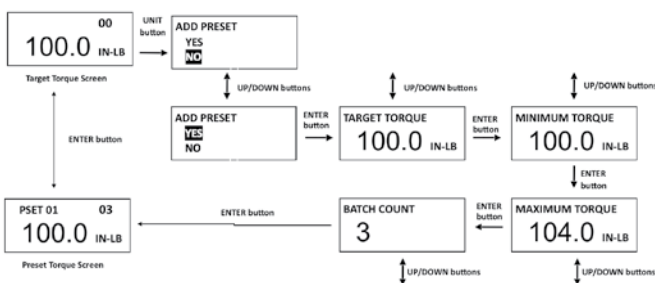 00
100.0 IN-LB
Target Torque Screen
UNIT
button
ADD PRESET
YES
NO
UP/DOWN buttons
UP/DOWN buttons
UP/DOWN buttons
ENTER button
ADD PRESET
YES
NO
ENTER
button
TARGET TORQUE
100.0 IN-LB
ENTER
button
MINIMUM TORQUE
100.0 IN-LB
ENTER
button
PSET 01 03
100.0 IN-LB
Preset Torque Screen
ENTER button
BATCH COUNT
3
ENTER
button
MAXIMUM TORQUE
104.0 IN-LB
UP/DOWN buttons
UP/DOWN buttons